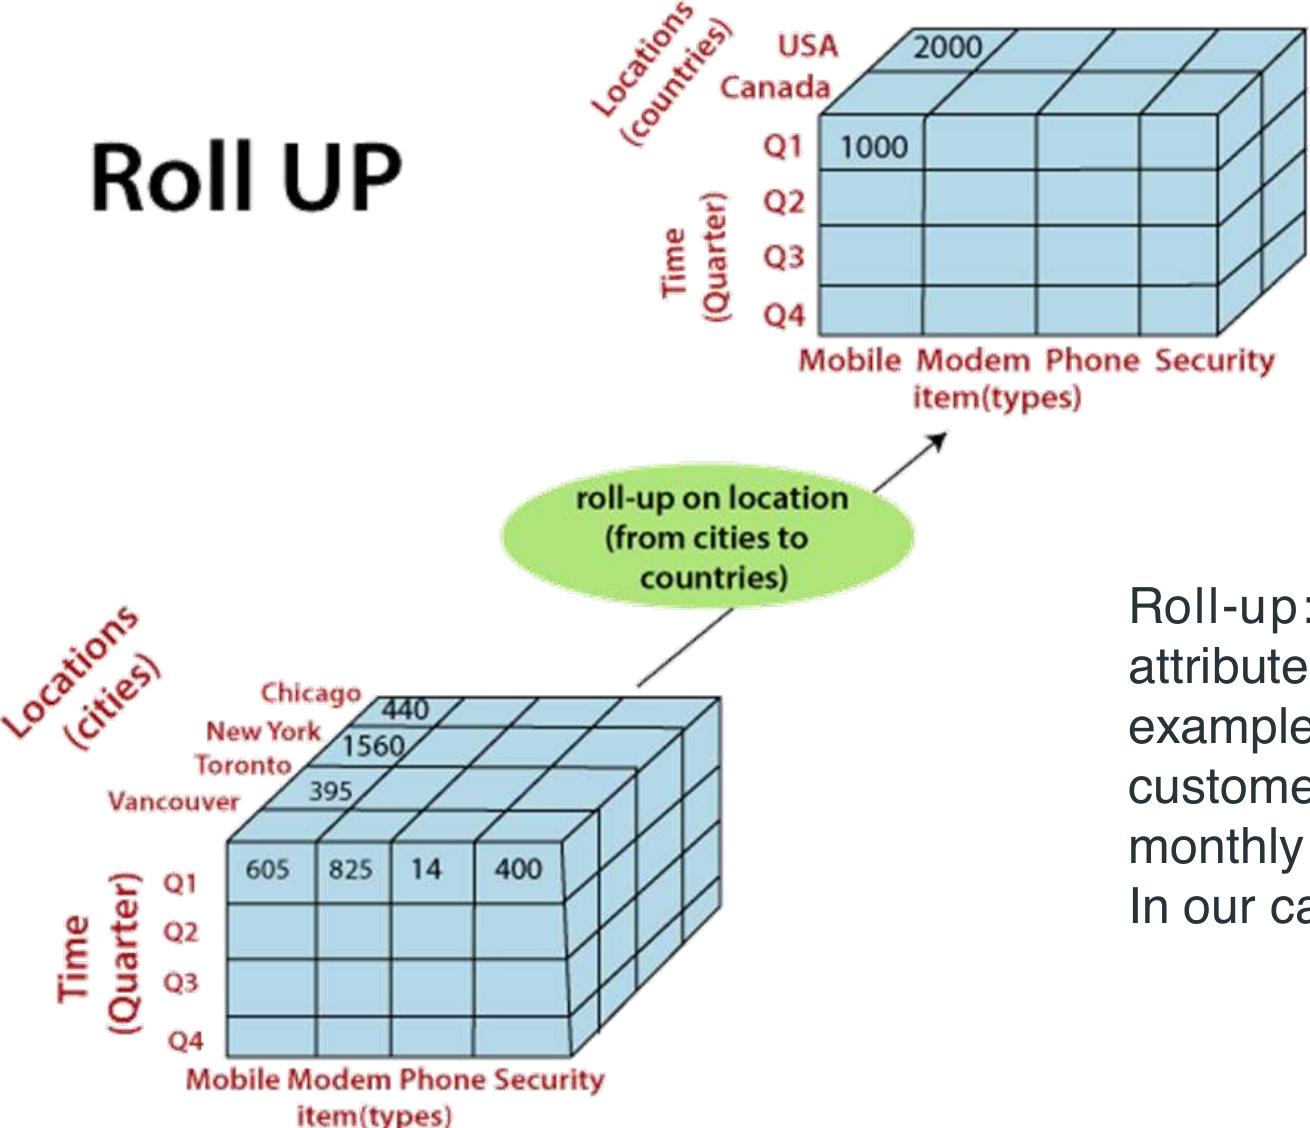 Roll UP
Locations
(countries)
USA
Canada
2000
Q1
1000
Q2
Q3
Q4
Time
(Quarter)
Mobile Modem Phone Security
item(types)
roll-up on location
(from cities to
countries)
Locations
(cities)
Chicago
440
New York
1560
Toronto
395
Vancouver
605 825 14 400
Q1
Q2
Q3
Q4
Time
(Quarter)
Mobile Modem Phone Security
item(types)
Roll-up:
attribute
example
custome
monthly
In our ca